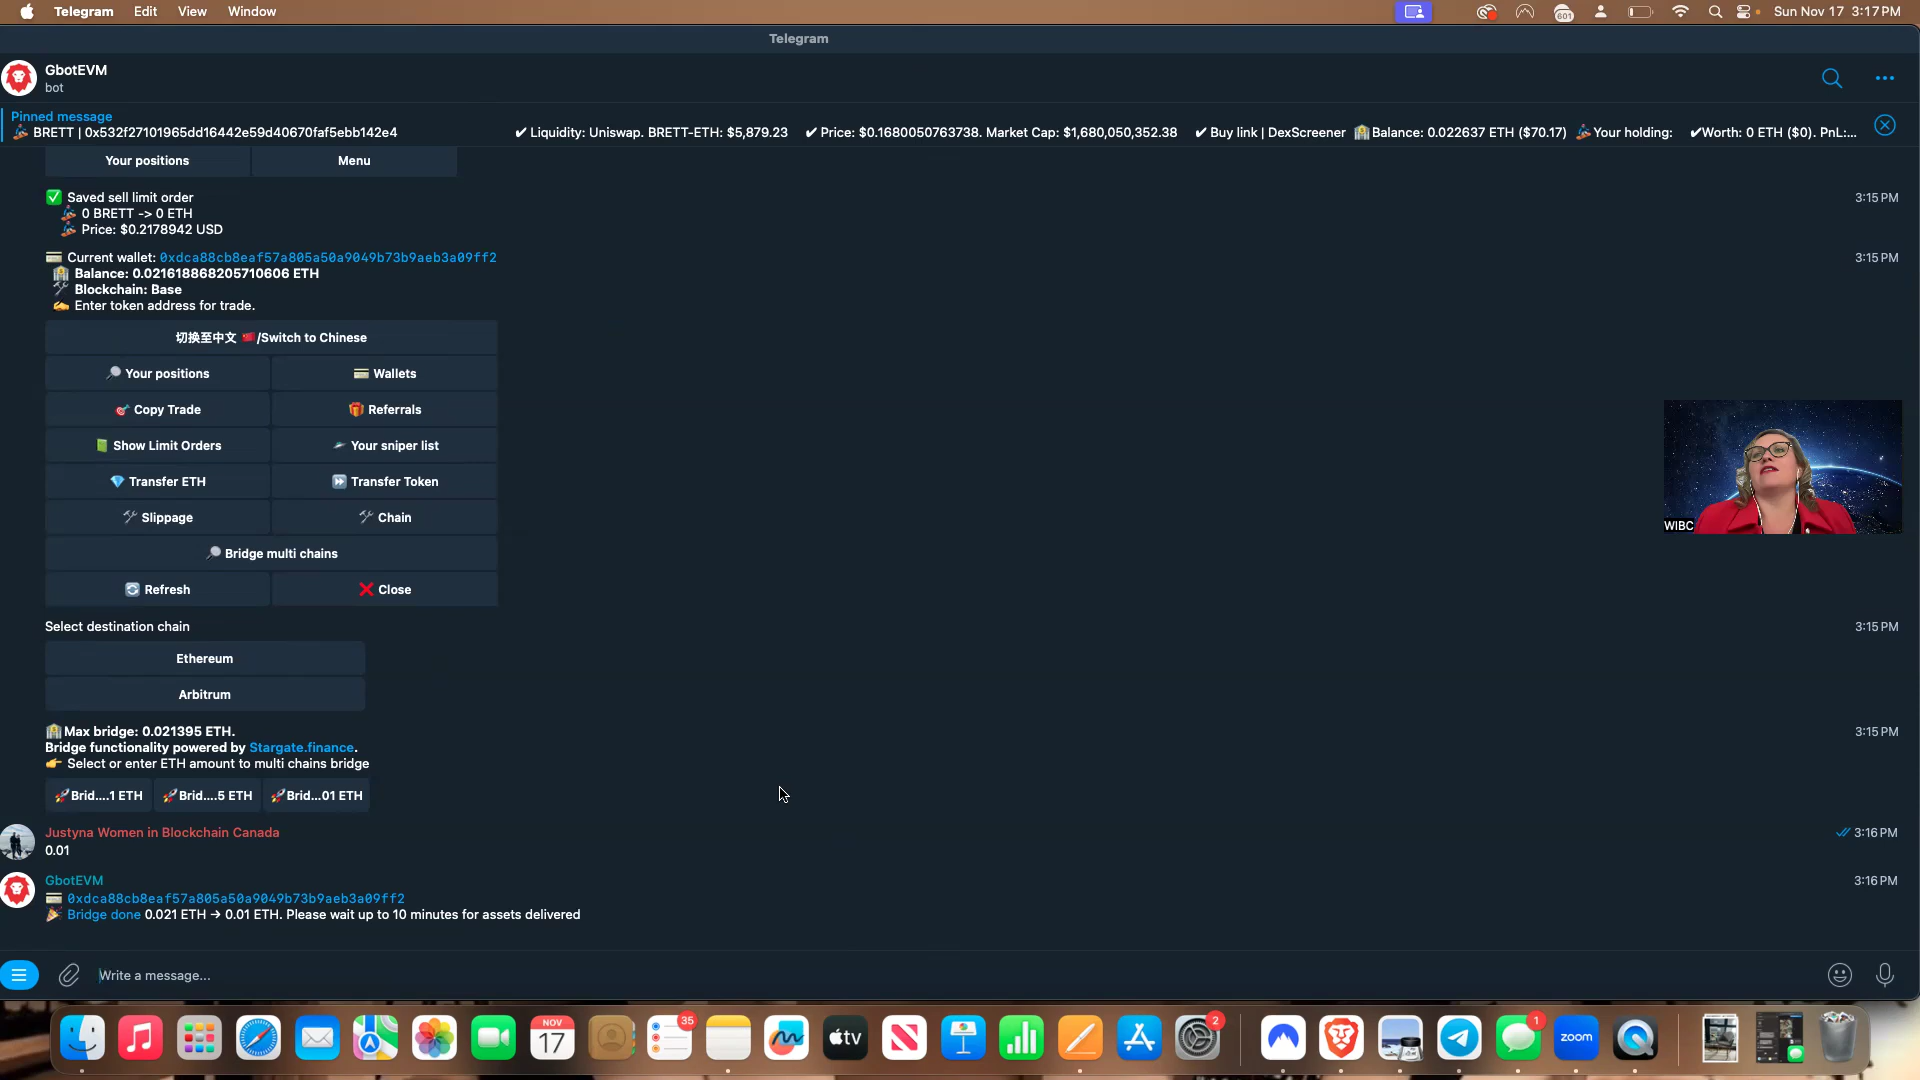 Telegram Edit View Window
601
Sun Nov 17 3:17 PM
Telegram
GbotEVM
bot
Pinned message
BRETT | 0x532f27101965dd16442e59d40670faf5ebb142e4 ✔ Liquidity: Uniswap. BRETT-ETH: $5,879.23 ✔ Price: $0.1680050763738. Market Cap: $1,680,050,352.38 ✔ Buy link | DexScreener 🏦Balance: 0.022637 ETH ($70.17) 🏂Your holding: ✔Worth: 0 ETH ($0). PnL:...
Your positions Menu
✅ Saved sell limit order 3:15 PM
🏂 0 BRETT -> 0 ETH
🏂 Price: $0.2178942 USD
💳 Current wallet: 0xdca88cb8eaf57a805a50a9049b73b9aeb3a09ff2 3:15 PM
🏦 Balance: 0.021618868205710606 ETH
🛠 Blockchain: Base
✍ Enter token address for trade.
切换至中文 🇨🇳/Switch to Chinese
🔎 Your positions 💳 Wallets
🎯 Copy Trade 🎁 Referrals
📗 Show Limit Orders Your sniper list
💎 Transfer ETH ⏩ Transfer Token
🛠 Slippage 🛠 Chain
🔎 Bridge multi chains
🔄 Refresh ❌ Close
Select destination chain 3:15 PM
Ethereum
Arbitrum
🏦Max bridge: 0.021395 ETH. 3:15 PM
Bridge functionality powered by Stargate.finance.
👉 Select or enter ETH amount to multi chains bridge
🚀Brid....1 ETH 🚀Brid....5 ETH 🚀Brid...01 ETH
Justyna Women in Blockchain Canada 3:16 PM
0.01
GbotEVM 3:16 PM
💳 0xdca88cb8eaf57a805a50a9049b73b9aeb3a09ff2
🎉 Bridge done 0.021 ETH → 0.01 ETH. Please wait up to 10 minutes for assets delivered
Write a message...
WIBC
NOV
17
35
tv
2
1
zoom